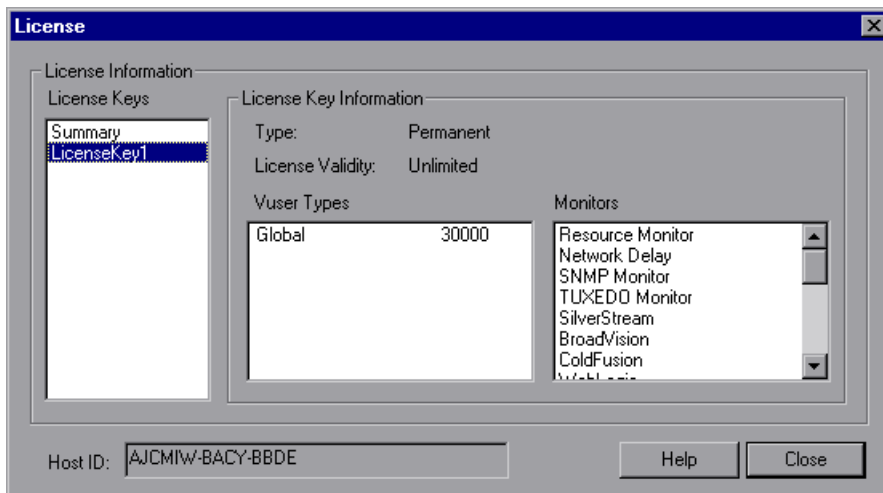 License
License Information
License Keys
Summary
LicenseKey1
License Key Information
Type: Permanent
License Validity: Unlimited
Vuser Types
Global 30000
Monitors
Resource Monitor
Network Delay
SNMP Monitor
TUXEDO Monitor
SilverStream
BroadVision
ColdFusion
Host ID: AJCMIW-BACY-BBDE
Help
Close